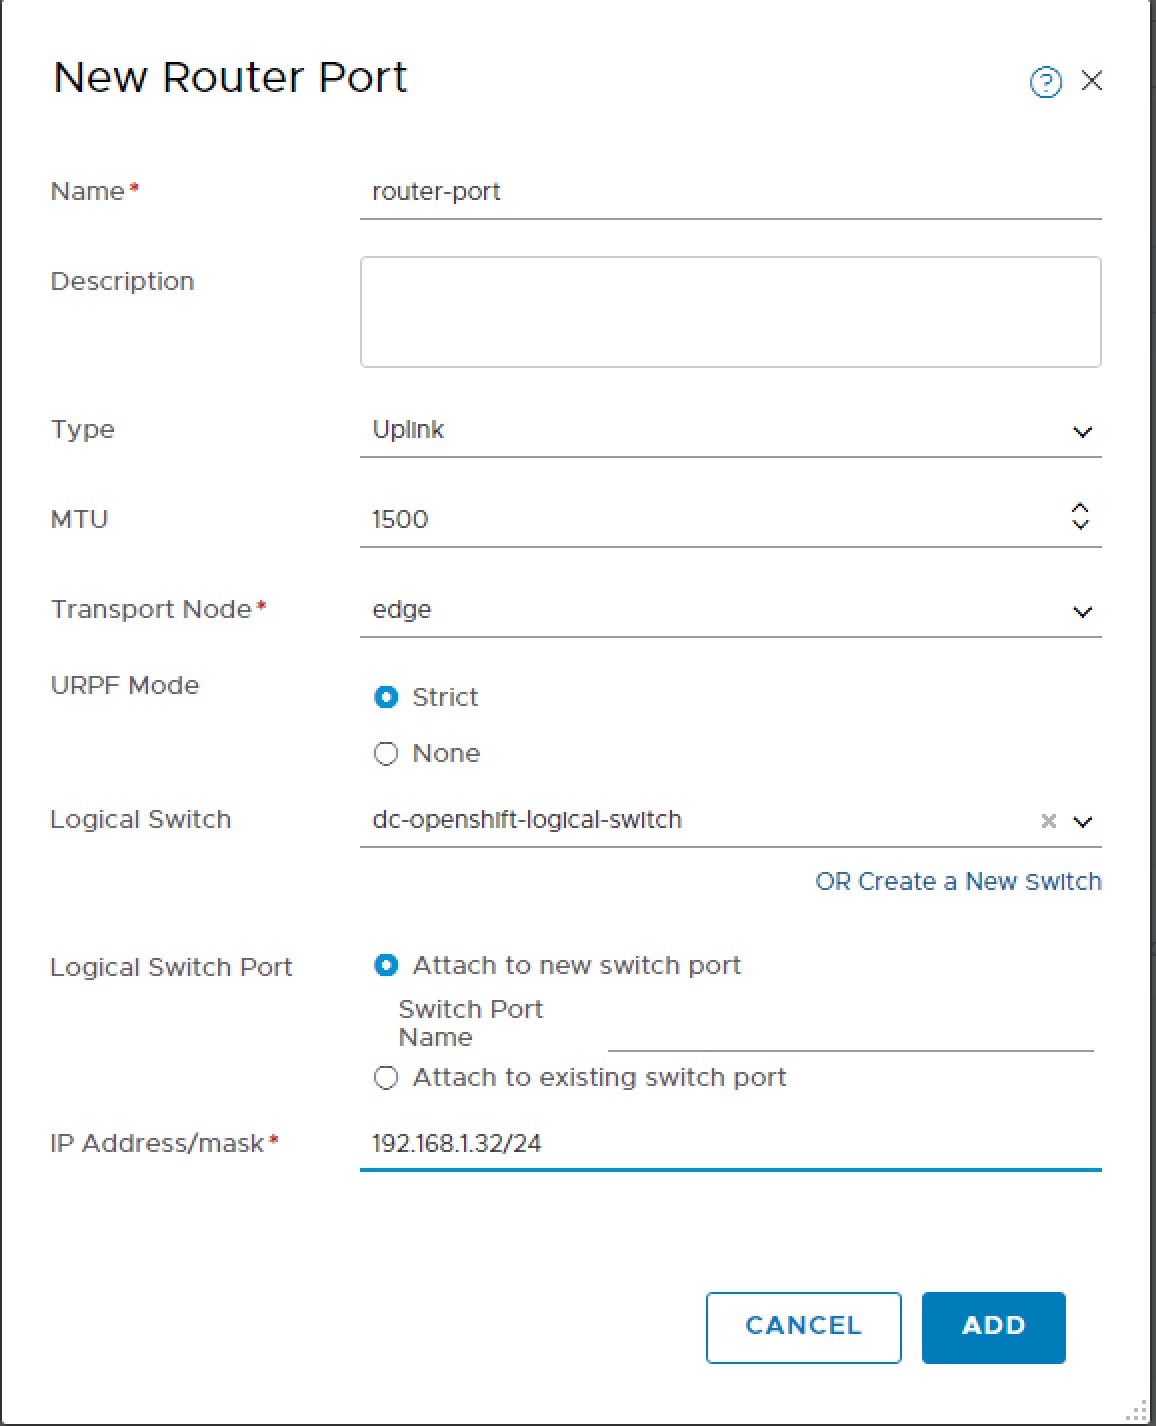 New Router Port
?
Name*
router-port
Description
Type
Uplink
MTU
1500
Transport Node*
edge
URPF Mode
Strict
None
Logical Switch
dc-openshift-logical-switch
OR Create a New Switch
Logical Switch Port
Attach to new switch port
Switch Port
Name
Attach to existing switch port
IP Address/mask*
192.168.1.32/24
CANCEL
ADD